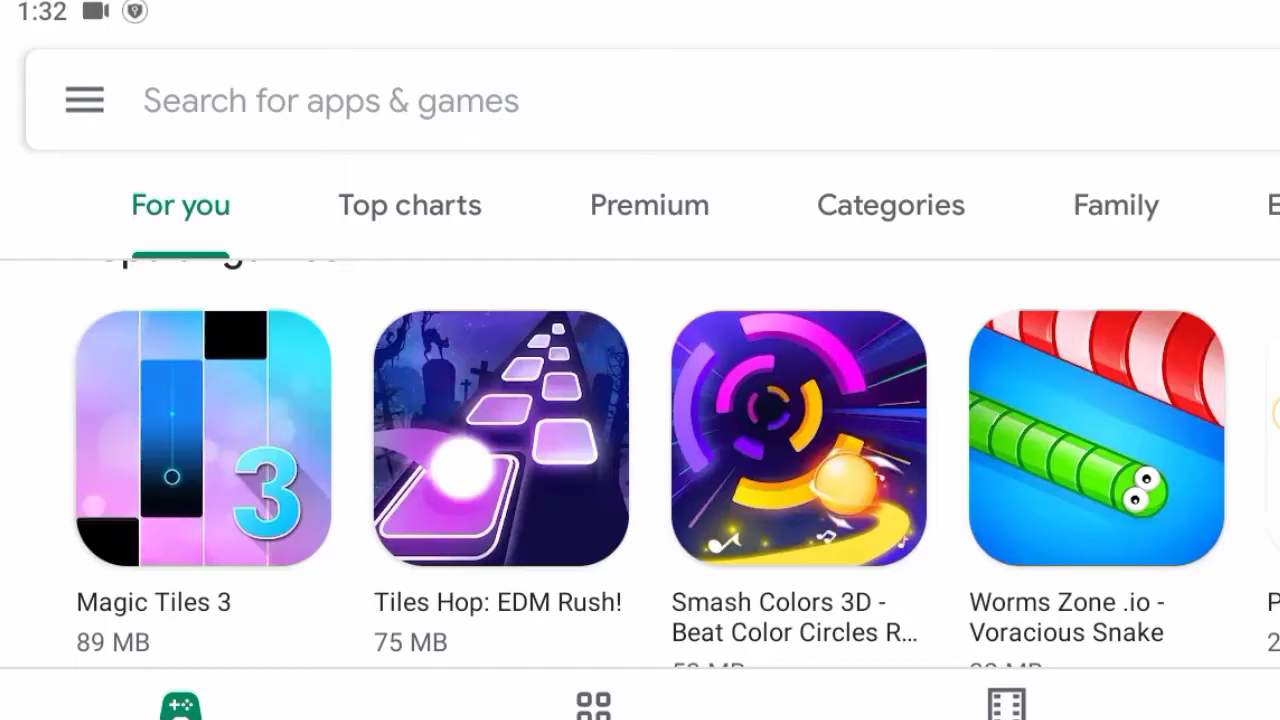 1:32
Search for apps & games
For you Top charts Premium Categories Family
3
Magic Tiles 3 Tiles Hop: EDM Rush! Smash Colors 3D - Worms Zone .io -
Beat Color Circles R... Voracious Snake
89 MB 75 MB